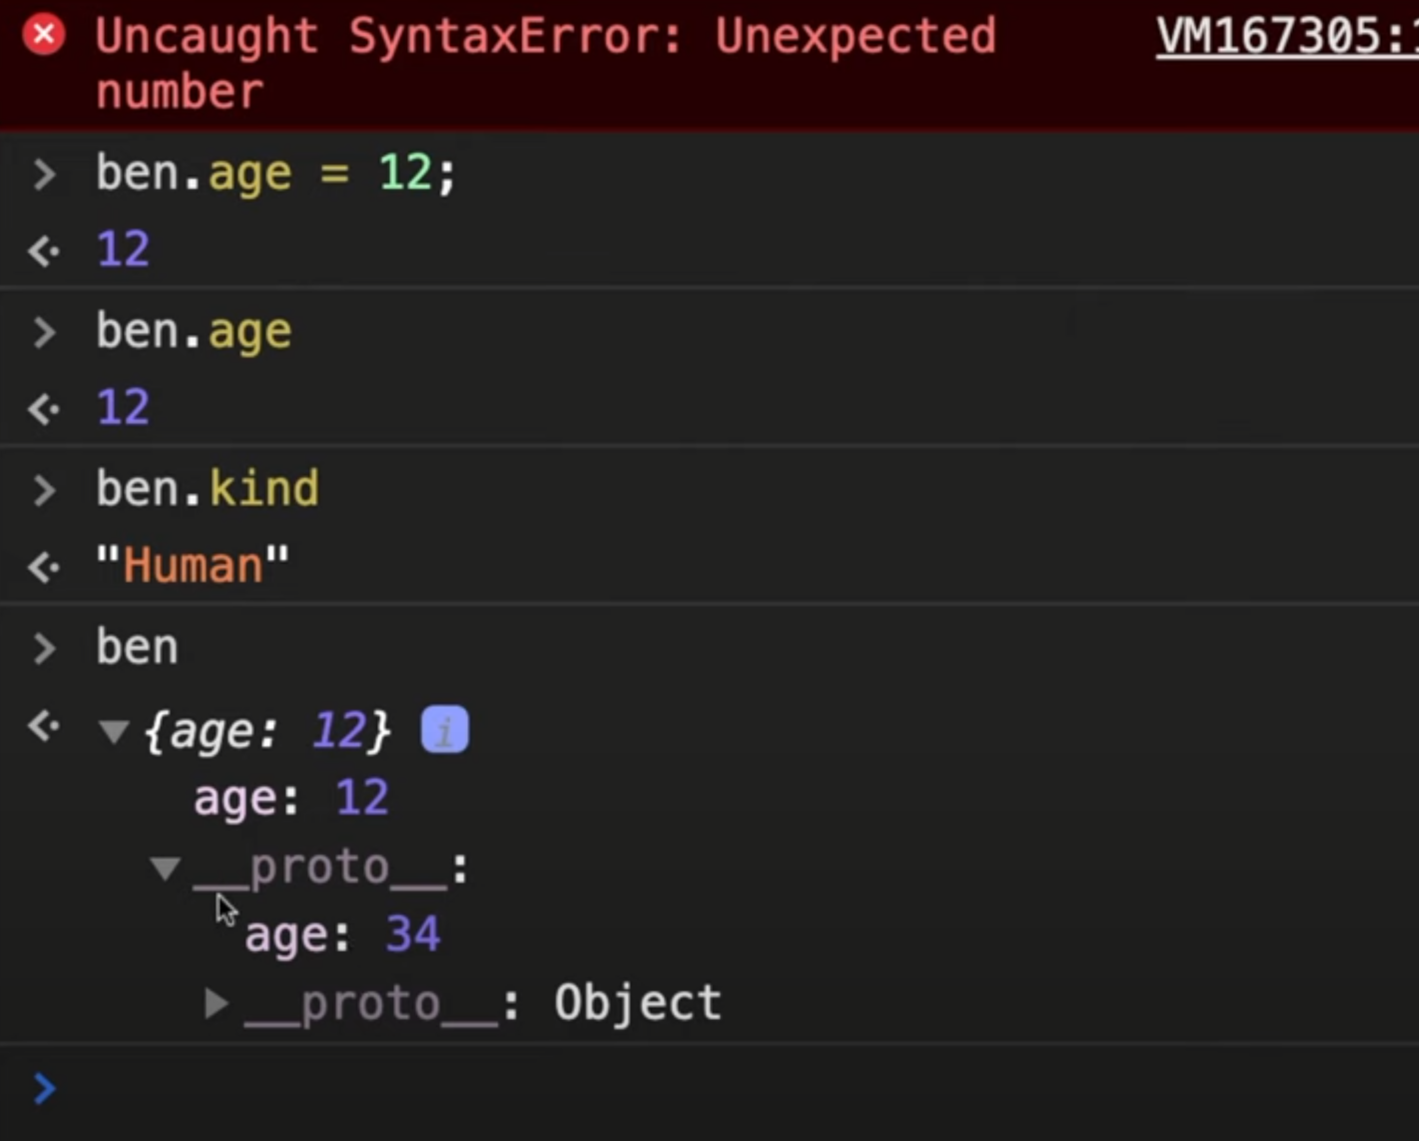 Uncaught SyntaxError: Unexpected VM167305:
number
> ben.age = 12;
12
> ben.age
12
> ben.kind
"Human"
> ben
{age: 12} i
age: 12
__proto__:
age: 34
__proto__: Object
>